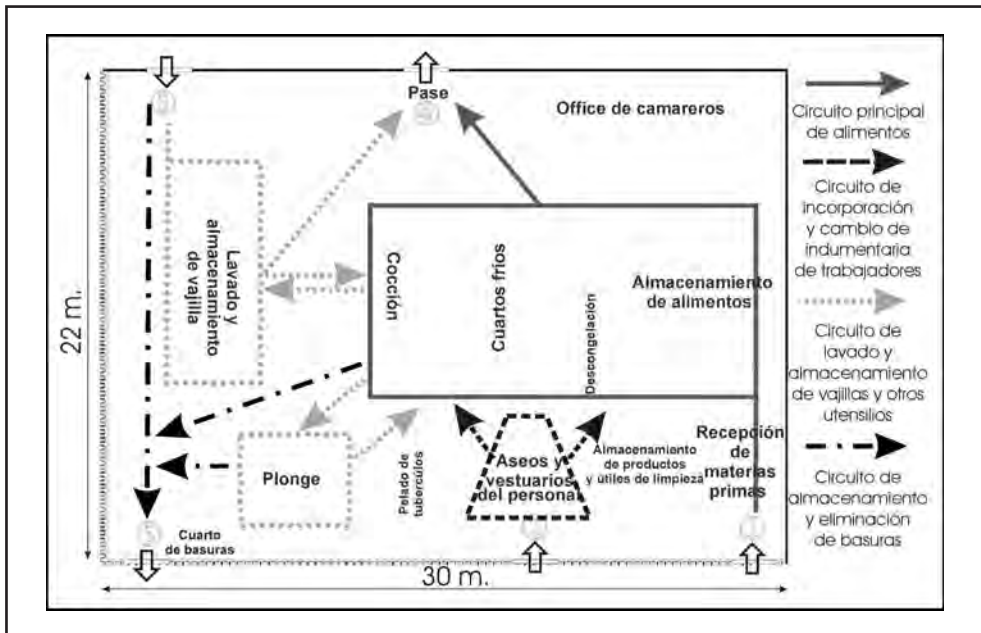 Pase
Office de camareros
Lavado y
almacenamiento
de vajilla
Cocción
Cuartos fríos
Descongelación
Almacenamiento
de alimentos
22 m.
Plonge
Pelado de
tubérculos
Aseos y
vestuarios
del personal
Almacenamiento
de productos
y útiles de limpieza
Recepción
de
materias
primas
1
Cuarto
de basuras
30 m.
Circuito principal
de alimentos
Circuito de
incorporación
y cambio de
indumentaria
de trabajadores
Circuito de
lavado y
almacenamiento
de vajillas y otros
utensilios
Circuito de
almacenamiento
y eliminación
de basuras